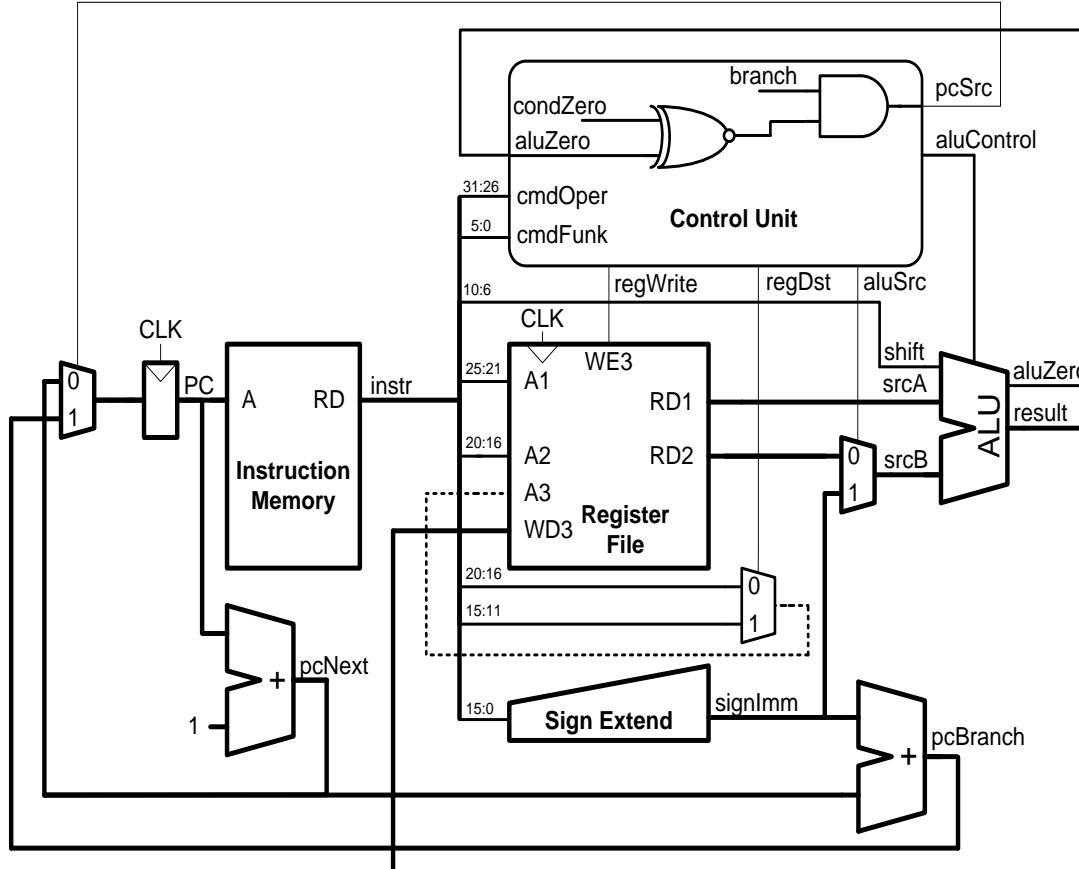 branch
pcSrc
condZero
aluZero
aluControl
31:26
cmdOper
5:0
cmdFunk
Control Unit
regWrite
regDst
aluSrc
10:6
CLK
CLK
shift
WE3
0
1
PC
A
RD
instr
25:21
A1
RD1
srcA
aluZero
result
ALU
20:16
A2
RD2
0
1
srcB
Instruction
Memory
A3
WD3
Register
File
20:16
0
15:11
1
pcNext
+
1
15:0
Sign Extend
signImm
pcBranch
+